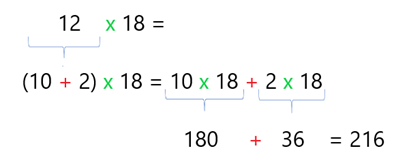 12 x 18 =
(10 + 2) x 18 = 10 x 18 + 2 x 18
180 + 36 = 216